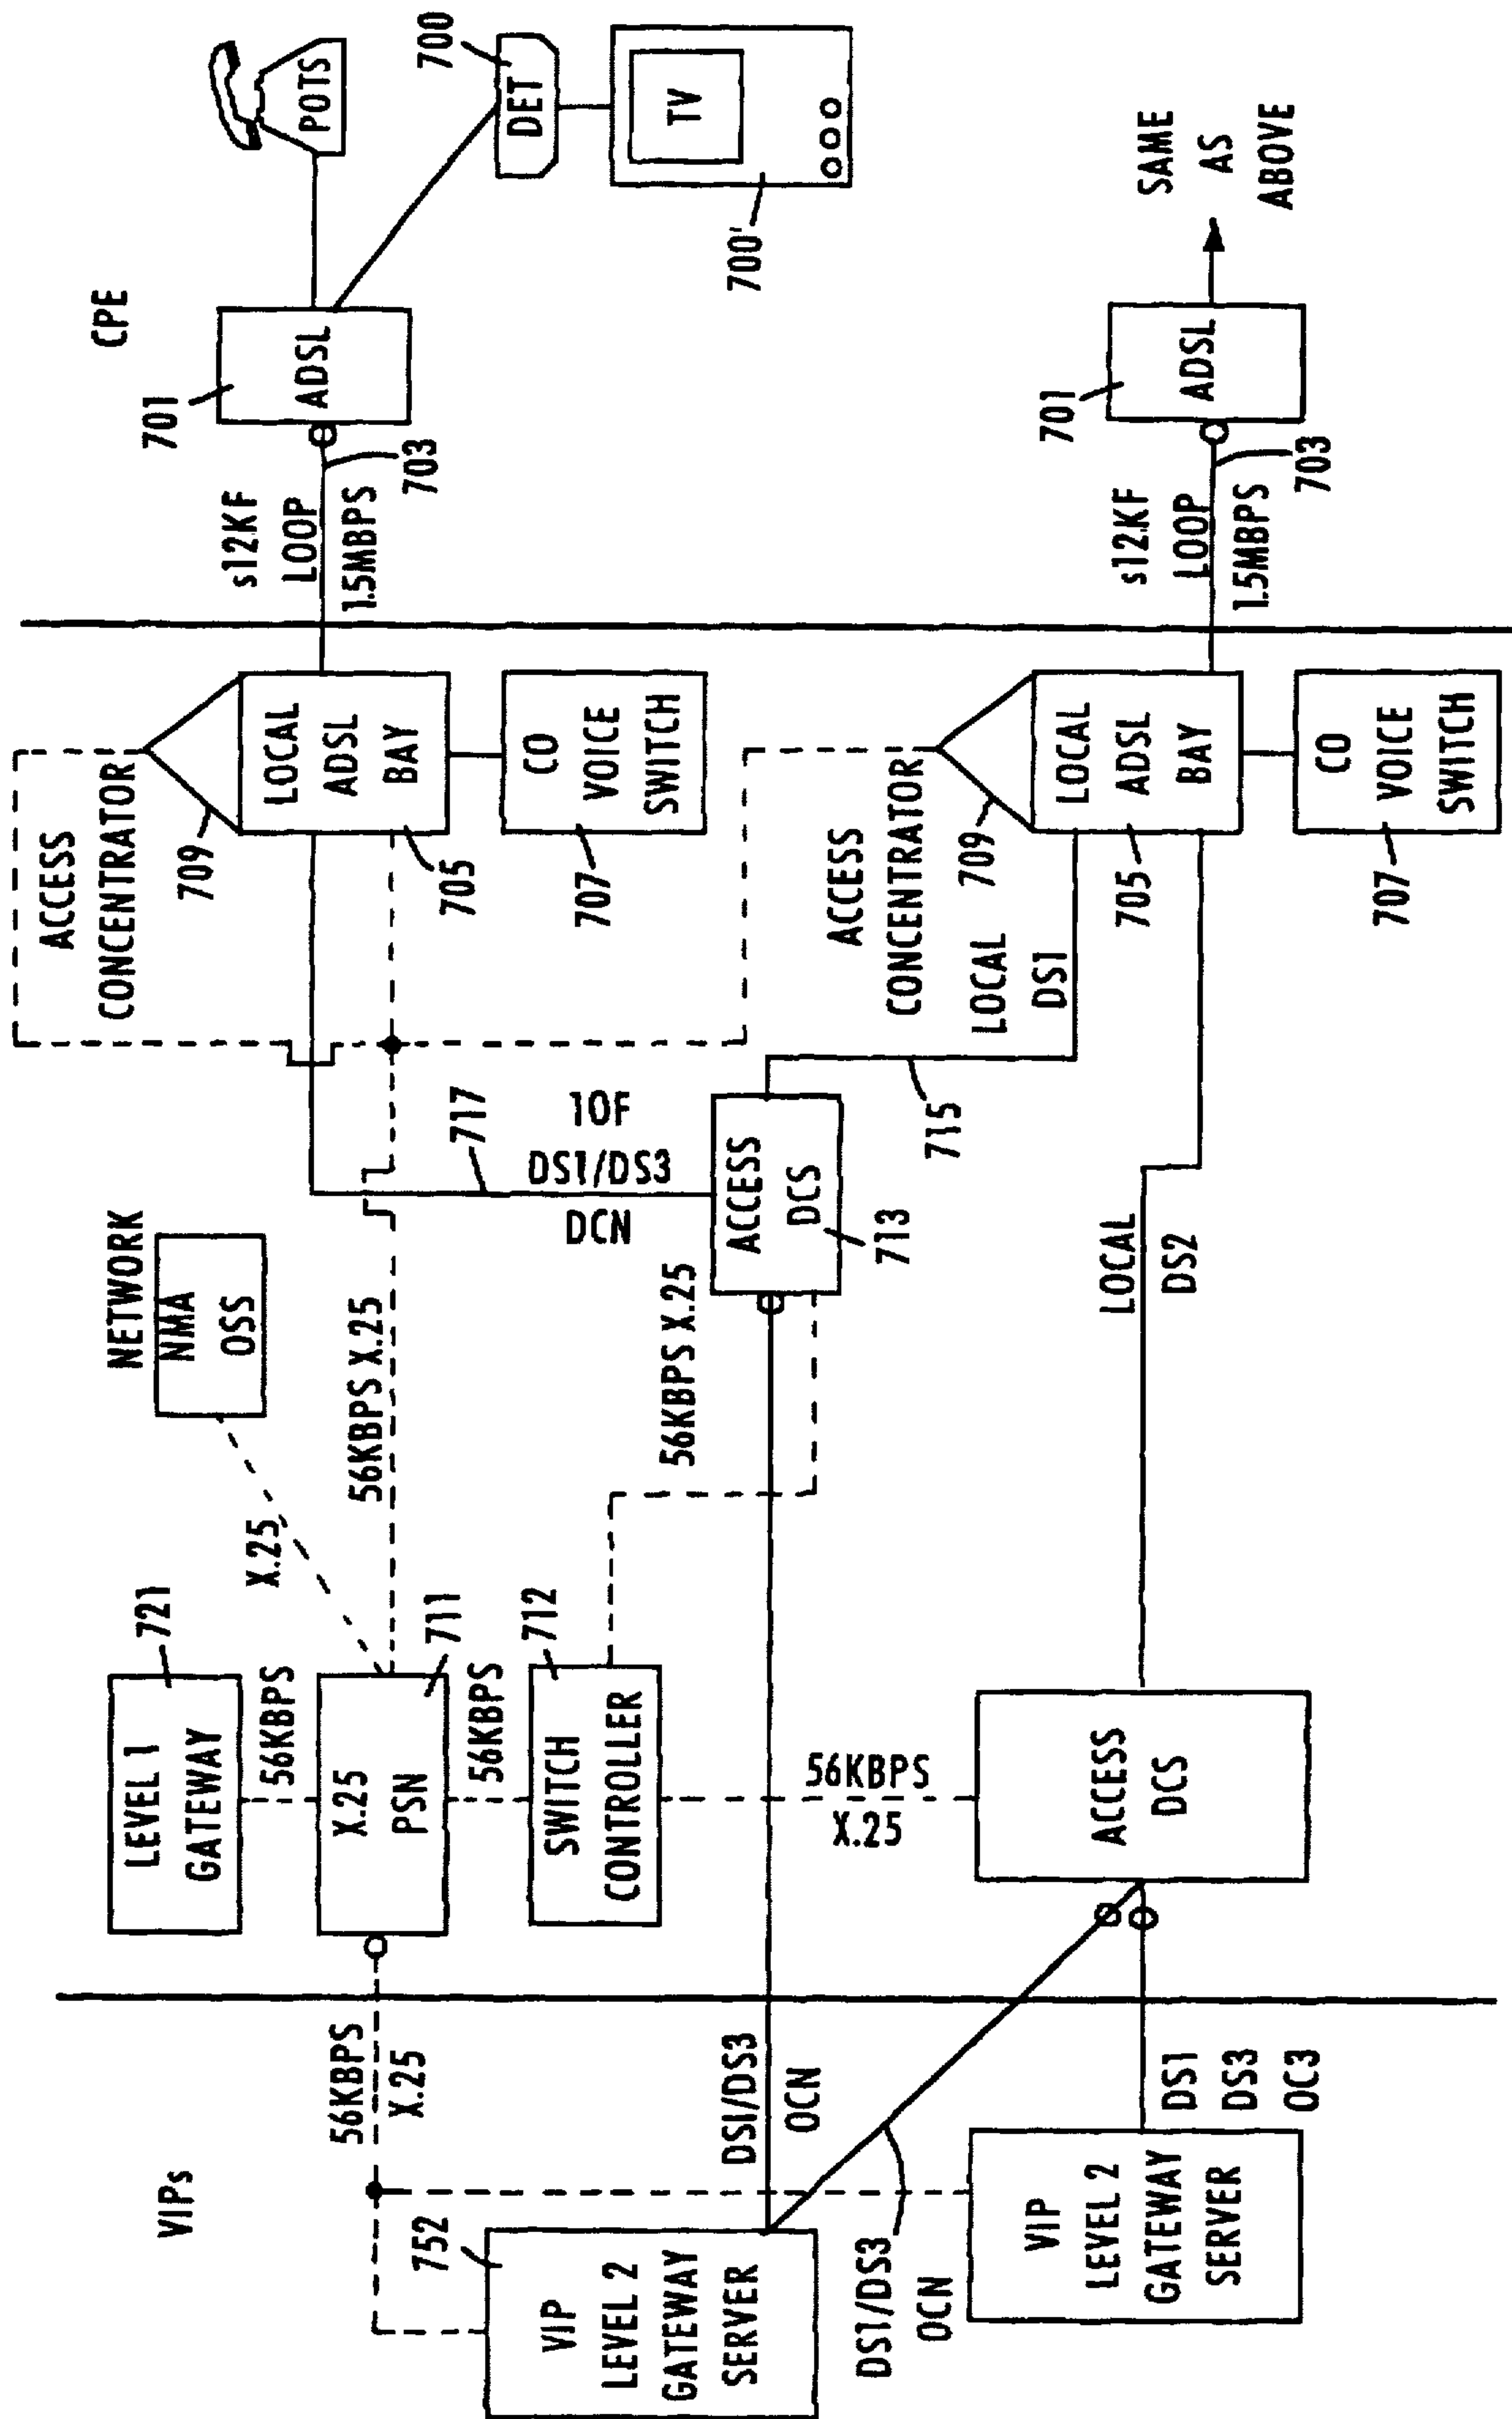 VIPs
752
VIP
LEVEL 2
GATEWAY
SERVER
56KBPS
X.25
DS1/DS3
OCN
DS1/DS3
OCN
VIP
LEVEL 2
GATEWAY
SERVER
DS1
DS3
OC3
LEVEL 1
GATEWAY
721
56KBPS
X.25
PSN
711
56KBPS
SWITCH
CONTROLLER
712
56KBPS
X.25
ACCESS
DCS
NETWORK
NMA
OSS
X.25
56KBPS X.25
56KBPS X.25
717
1OF
DS1/DS3
DCN
ACCESS
DCS
713
715
LOCAL
DS1
LOCAL
DS2
ACCESS
CONCENTRATOR
709
LOCAL
ADSL
BAY
705
CO
VOICE
SWITCH
707
ACCESS
CONCENTRATOR
709
LOCAL
ADSL
BAY
705
CO
VOICE
SWITCH
707
CPE
s12KF
LOOP
1.5MBPS
703
701
ADSL
POTS
DET
700
TV
700'
s12KF
LOOP
1.5MBPS
703
701
ADSL
SAME
AS
ABOVE